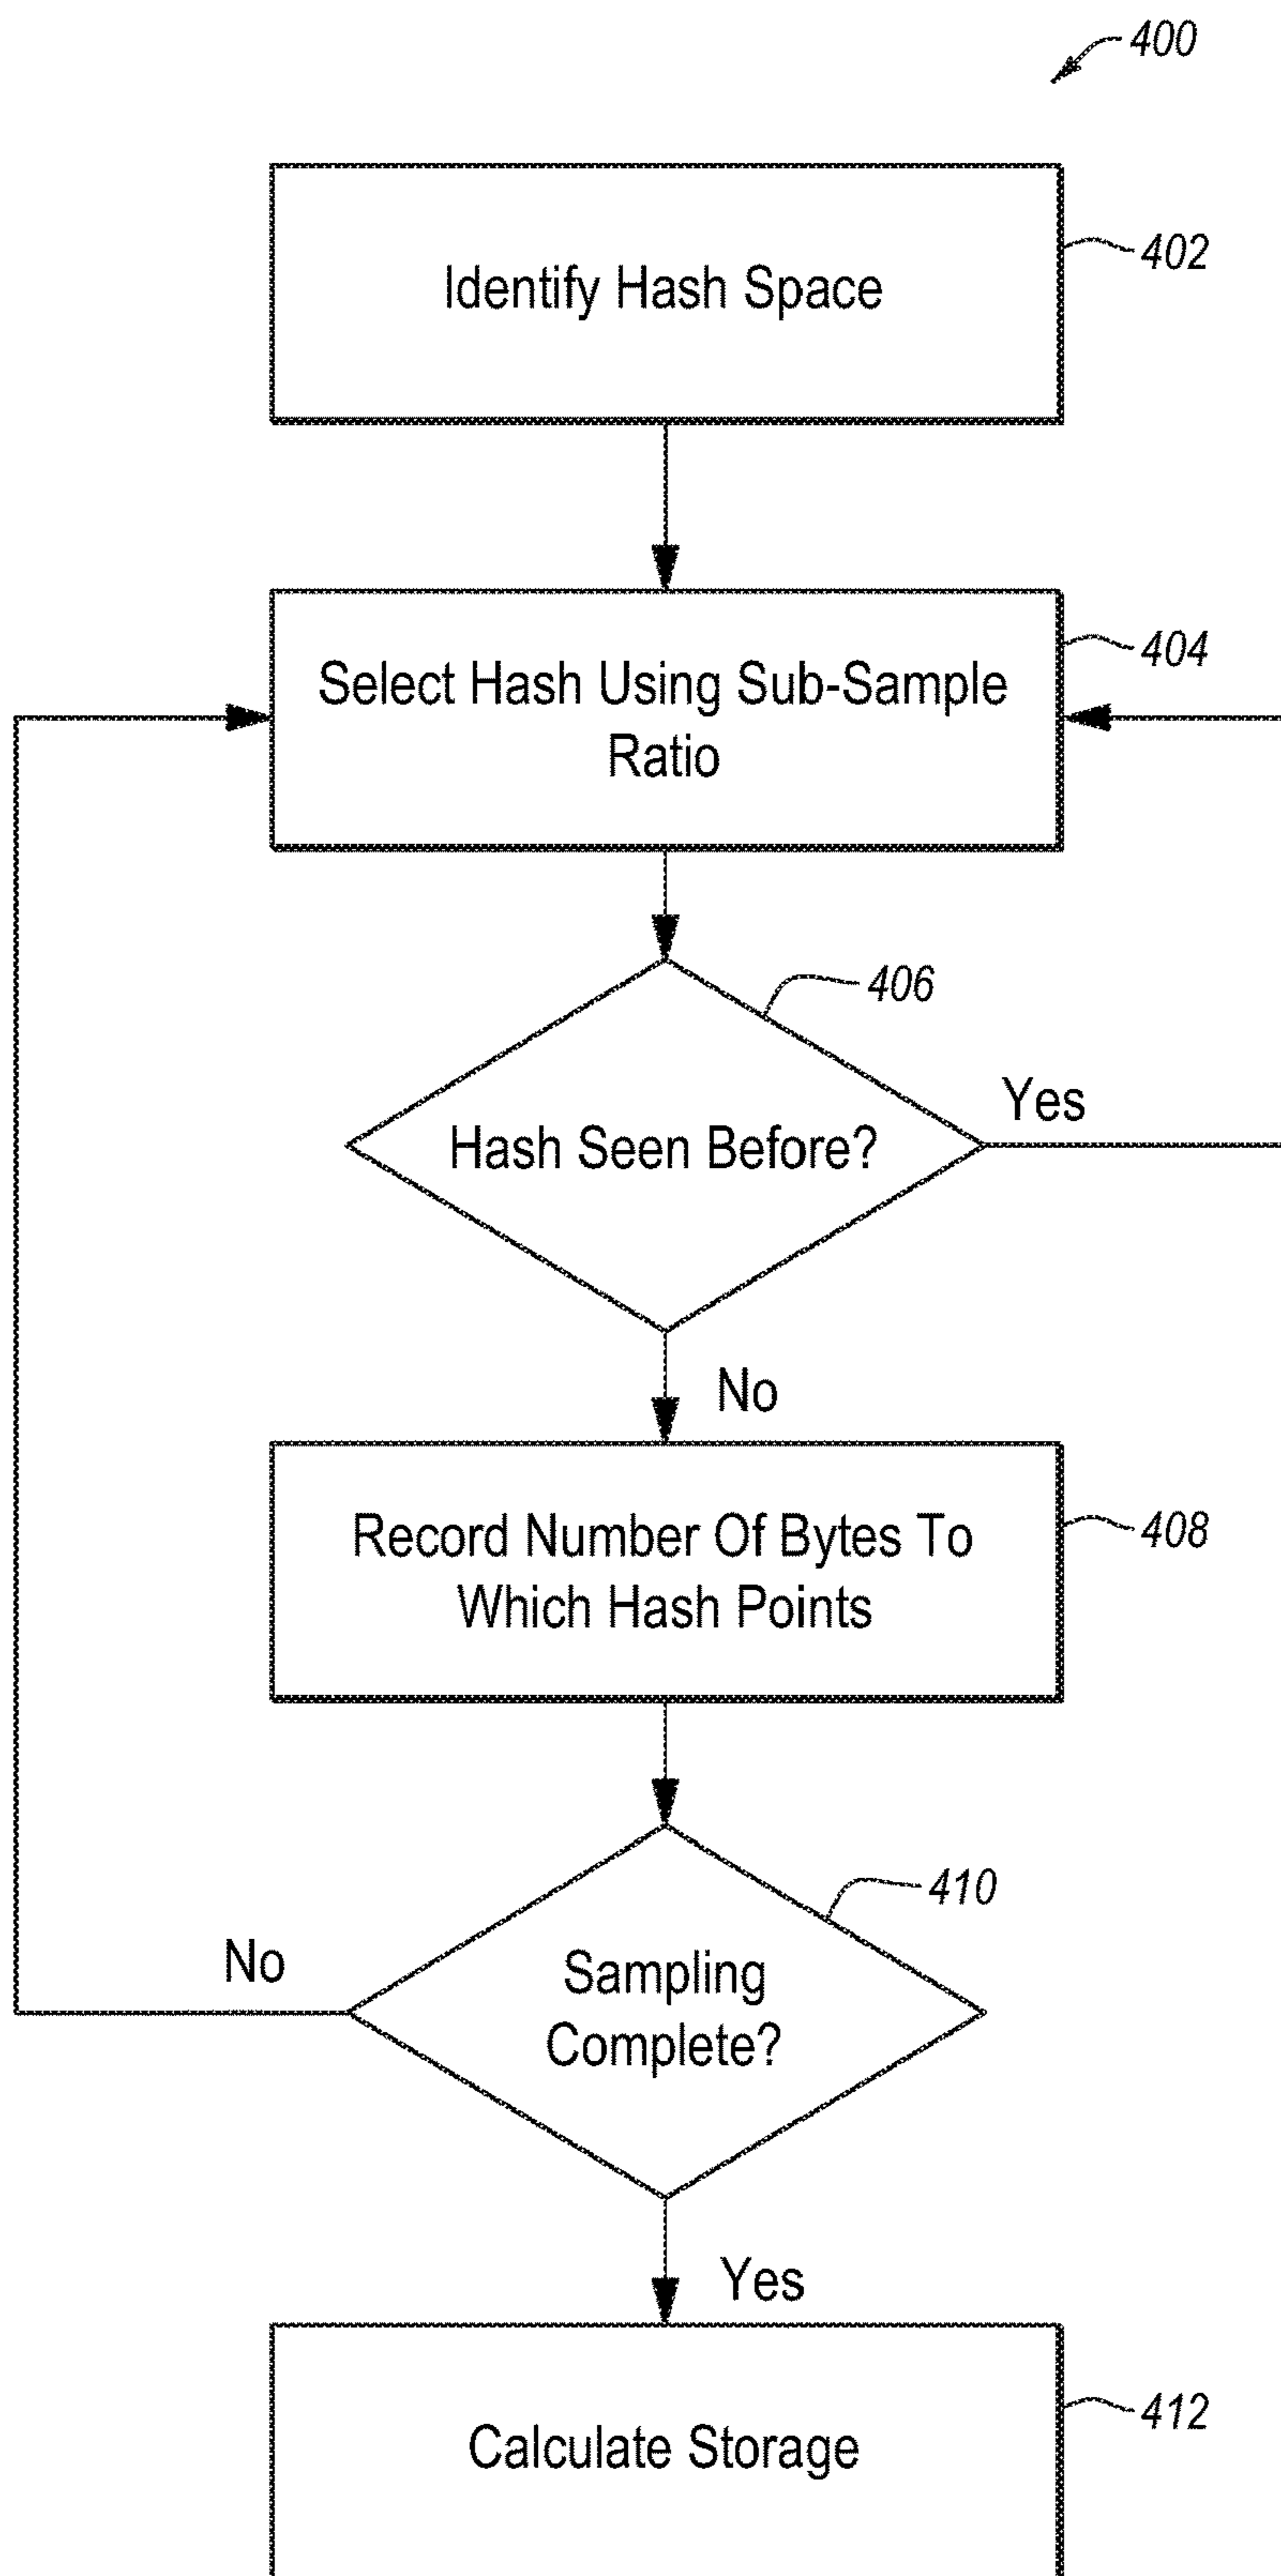 400
Identify Hash Space
402
Select Hash Using Sub-Sample
Ratio
404
406
Hash Seen Before?
Yes
No
Record Number Of Bytes To
Which Hash Points
408
410
Sampling
Complete?
No
Yes
Calculate Storage
412